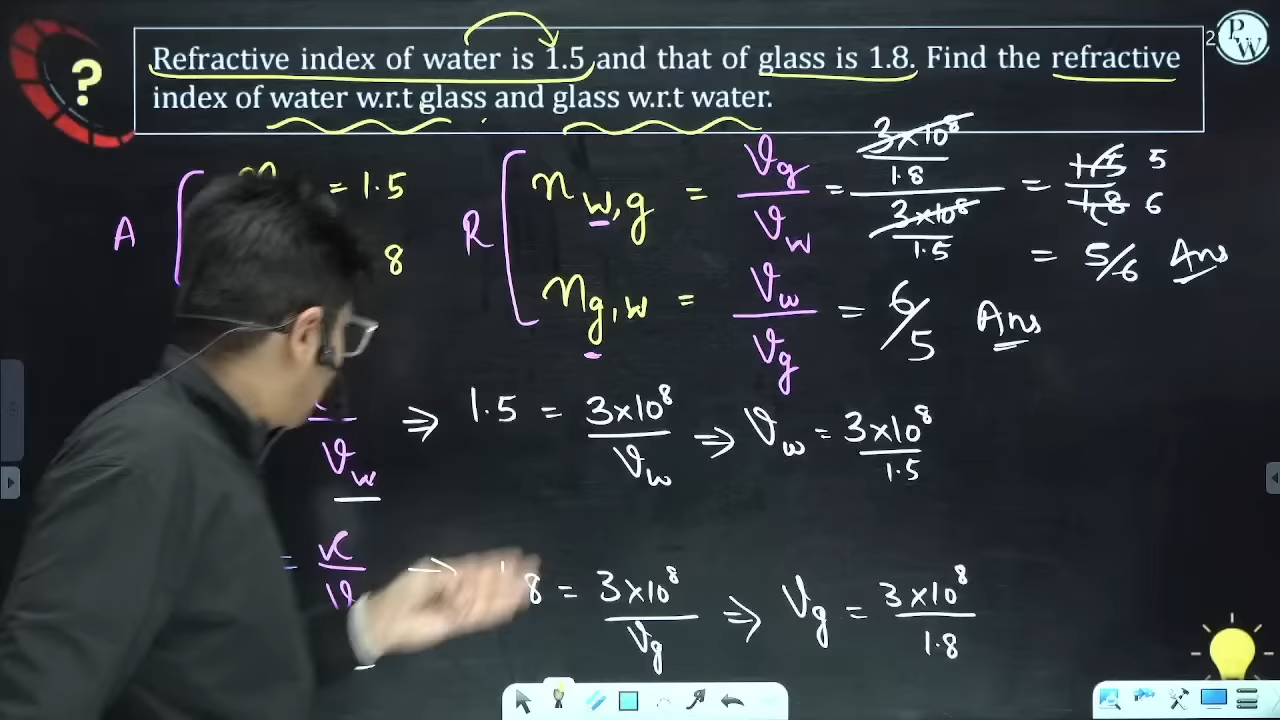 Refractive index of water is 1.5 and that of glass is 1.8. Find the refractive
index of water w.r.t glass and glass w.r.t water.
?
2
PW
A
n = 1.5
8
R
n w,g = Vg/Vw = (3×10⁸/1.8)/(3×10⁸/1.5) = 1.5/1.8 5 6
= 5/6 Ans
n g,w = Vw/Vg = 6/5 Ans
Vw ⇒ 1.5 = 3×10⁸/Vw ⇒ Vw = 3×10⁸/1.5
= c/v ⇒ 1.8 = 3×10⁸/Vg ⇒ Vg = 3×10⁸/1.8